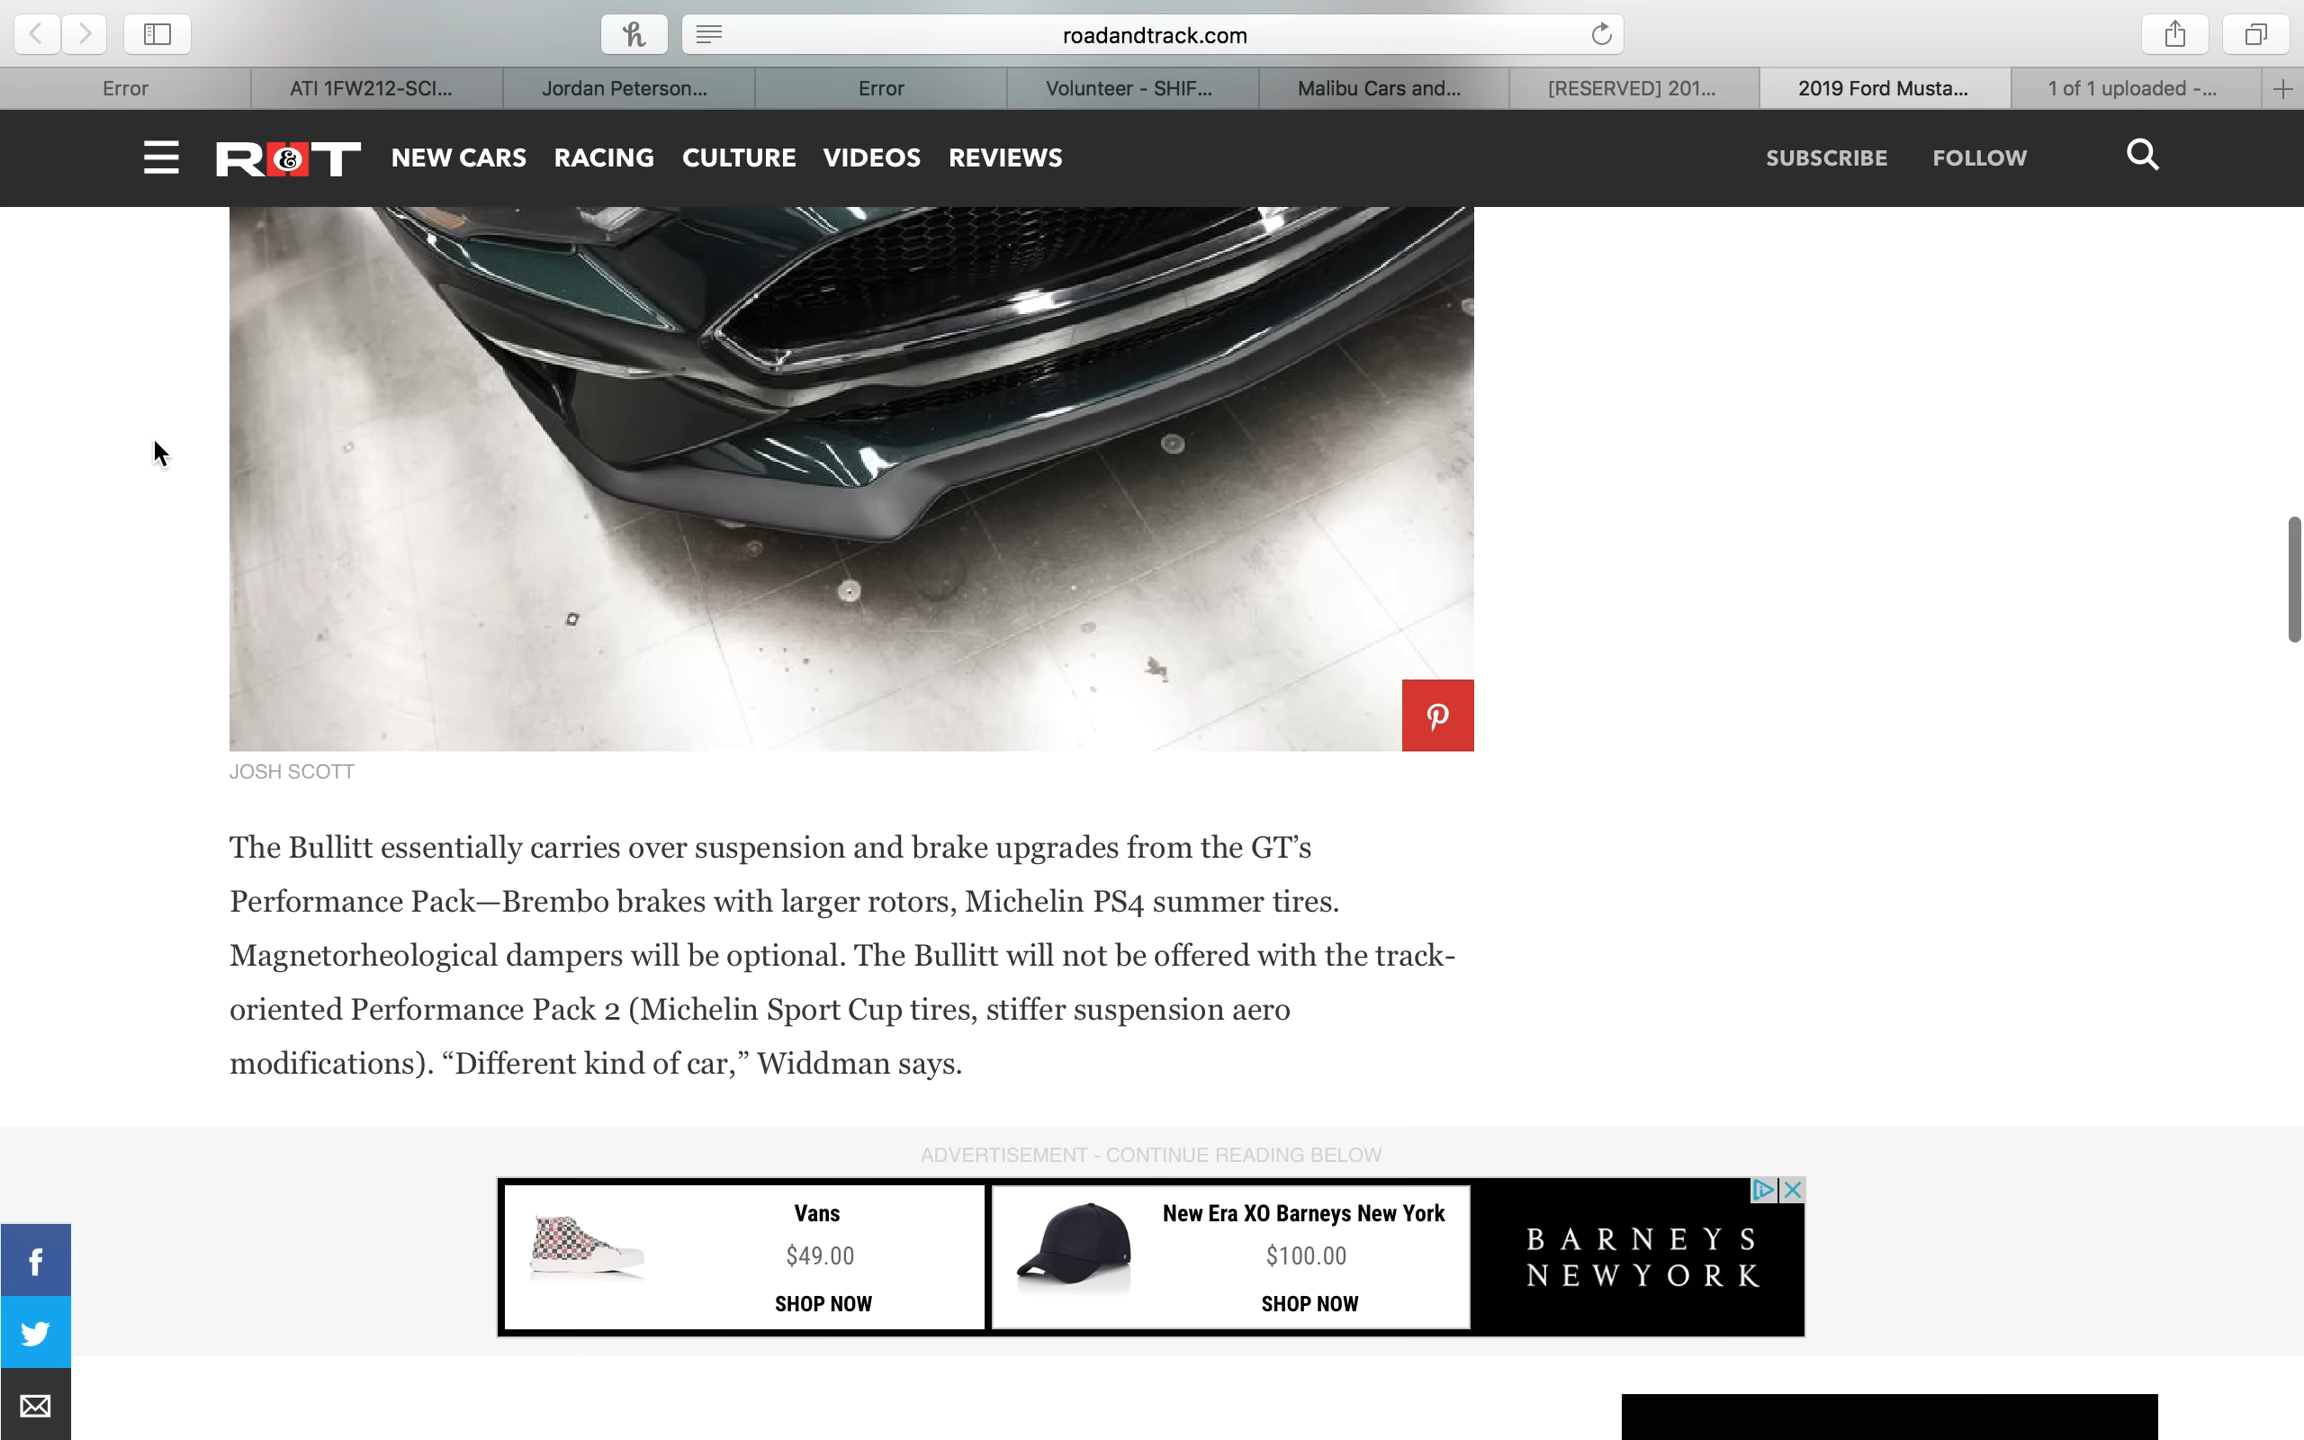 roadandtrack.com
Error
ATI 1FW212-SCI...
Jordan Peterson...
Error
Volunteer - SHIF...
Malibu Cars and...
[RESERVED] 201...
2019 Ford Musta...
1 of 1 uploaded -...
R&T
NEW CARS
RACING
CULTURE
VIDEOS
REVIEWS
SUBSCRIBE
FOLLOW
JOSH SCOTT
The Bullitt essentially carries over suspension and brake upgrades from the GT’s
Performance Pack—Brembo brakes with larger rotors, Michelin PS4 summer tires.
Magnetorheological dampers will be optional. The Bullitt will not be offered with the track-
oriented Performance Pack 2 (Michelin Sport Cup tires, stiffer suspension aero
modifications). “Different kind of car,” Widdman says.
ADVERTISEMENT - CONTINUE READING BELOW
Vans
$49.00
SHOP NOW
New Era XO Barneys New York
$100.00
SHOP NOW
BARNEYS
NEWYORK